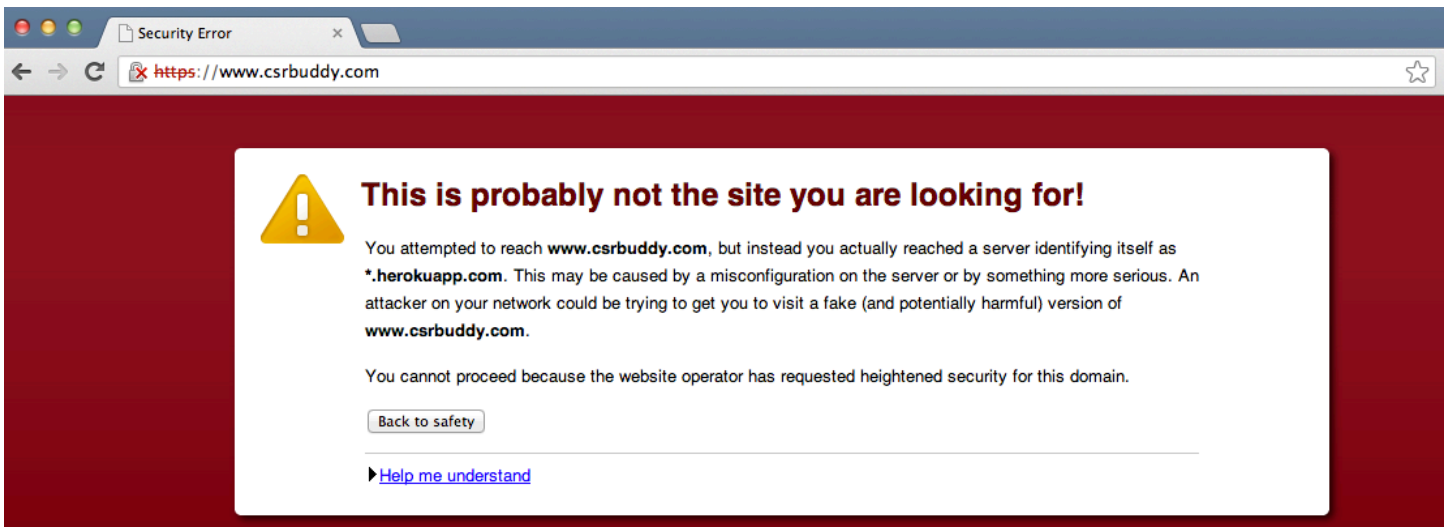 Security Error
https://www.csrbuddy.com
This is probably not the site you are looking for!
You attempted to reach www.csrbuddy.com, but instead you actually reached a server identifying itself as
*.herokuapp.com. This may be caused by a misconfiguration on the server or by something more serious. An
attacker on your network could be trying to get you to visit a fake (and potentially harmful) version of
www.csrbuddy.com.
You cannot proceed because the website operator has requested heightened security for this domain.
Back to safety
Help me understand